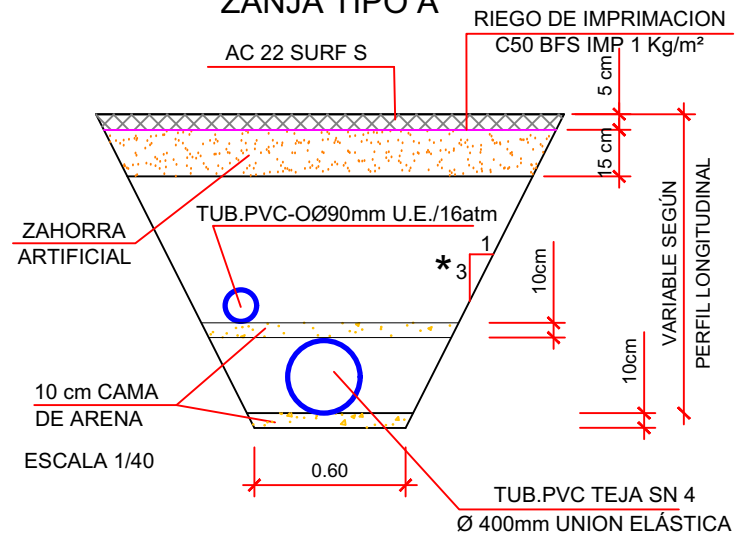 ZANJA TIPO A
RIEGO DE IMPRIMACION
C50 BFS IMP 1 Kg/m²
AC 22 SURF S
5 cm
15 cm
ZAHORRA
ARTIFICIAL
TUB.PVC-OØ90mm U.E./16atm
1
* 3
10cm
VARIABLE SEGÚN
PERFIL LONGITUDINAL
10 cm CAMA
DE ARENA
10cm
ESCALA 1/40
0.60
TUB.PVC TEJA SN 4
Ø 400mm UNION ELÁSTICA